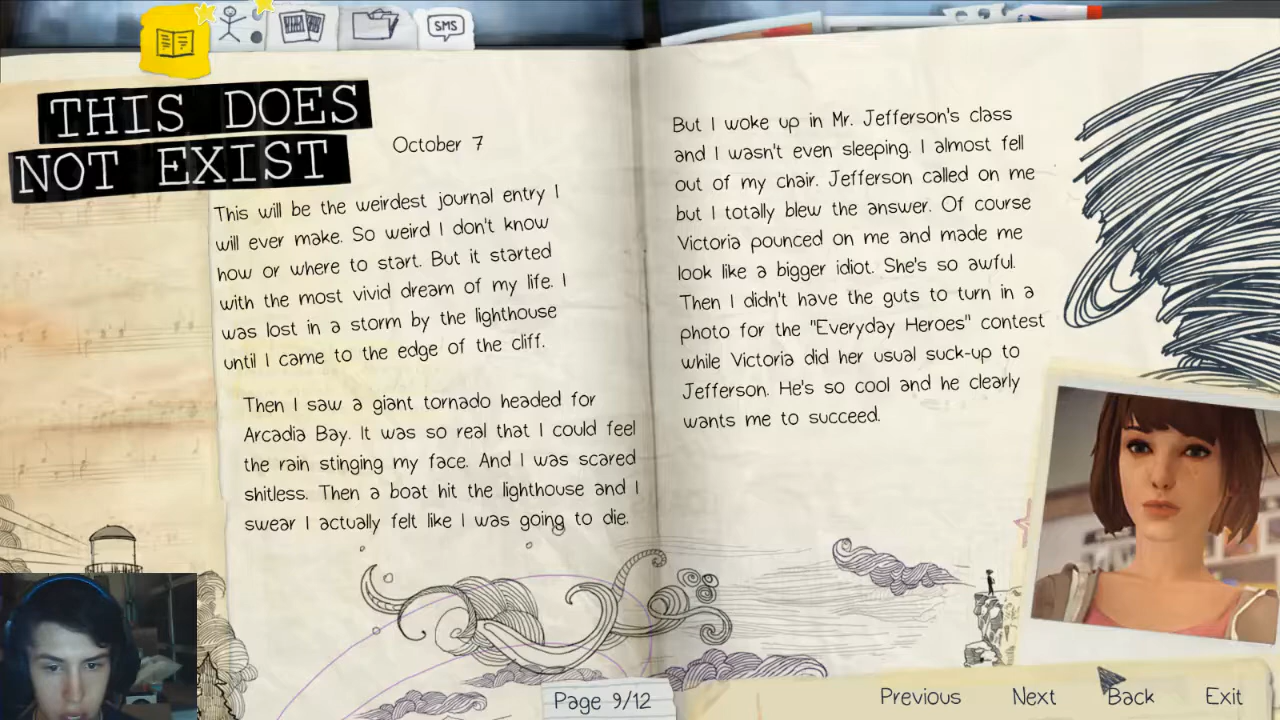 SMS
THIS DOES
NOT EXIST
October 7
This will be the weirdest journal entry I
will ever make. So weird I don't know
how or where to start. But it started
with the most vivid dream of my life. I
was lost in a storm by the lighthouse
until I came to the edge of the cliff.
Then I saw a giant tornado headed for
Arcadia Bay. It was so real that I could feel
the rain stinging my face. And I was scared
shitless. Then a boat hit the lighthouse and I
swear I actually felt like I was going to die.
But I woke up in Mr. Jefferson's class
and I wasn't even sleeping. I almost fell
out of my chair. Jefferson called on me
but I totally blew the answer. Of course
Victoria pounced on me and made me
look like a bigger idiot. She's so awful.
Then I didn't have the guts to turn in a
photo for the "Everyday Heroes" contest
while Victoria did her usual suck-up to
Jefferson. He's so cool and he clearly
wants me to succeed.
Page 9/12
Previous
Next
Back
Exit